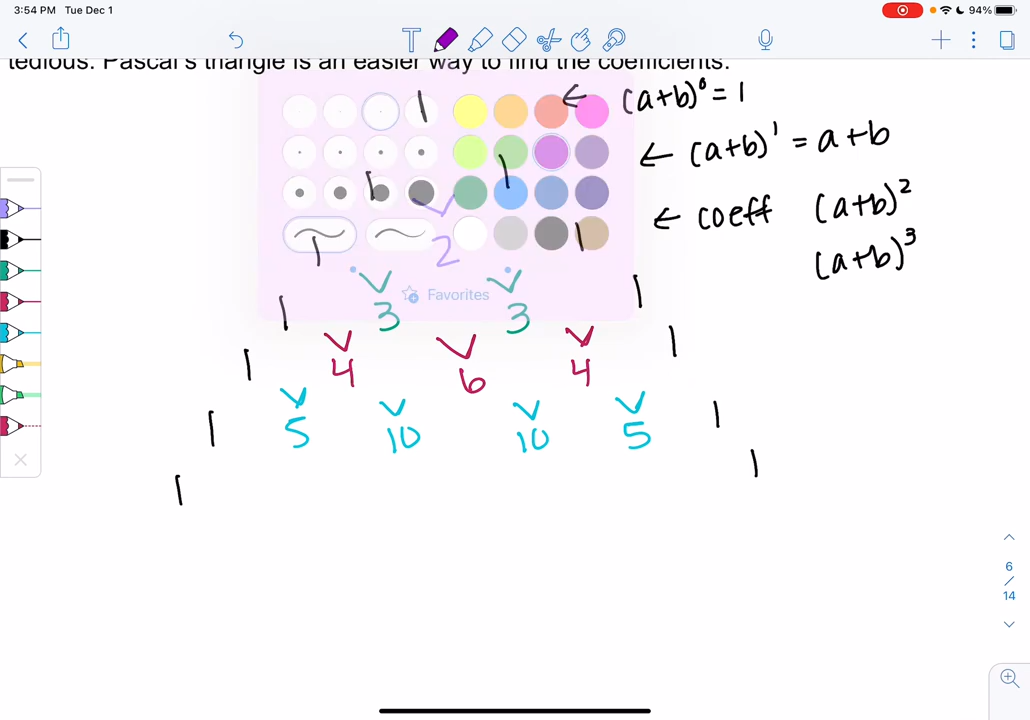 3:54 PM Tue Dec 1
94%
tedious. Pascal's triangle is an easier way to find the coefficients.
1 ← (a+b)⁰ = 1
1 1 ← (a+b)¹ = a+b
1 2 1 ← coeff (a+b)²
1 3 3 1 (a+b)³
Favorites
1 4 6 4 1
1 5 10 10 5 1
1 1
6
/
14